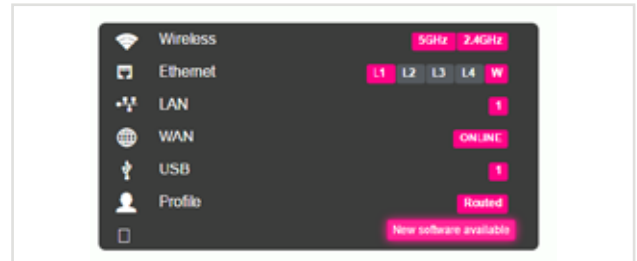 Wireless 5GHz 2.4GHz
Ethernet L1 L2 L3 L4 W
LAN 1
WAN ONLINE
USB 1
Profile Routed
New software available